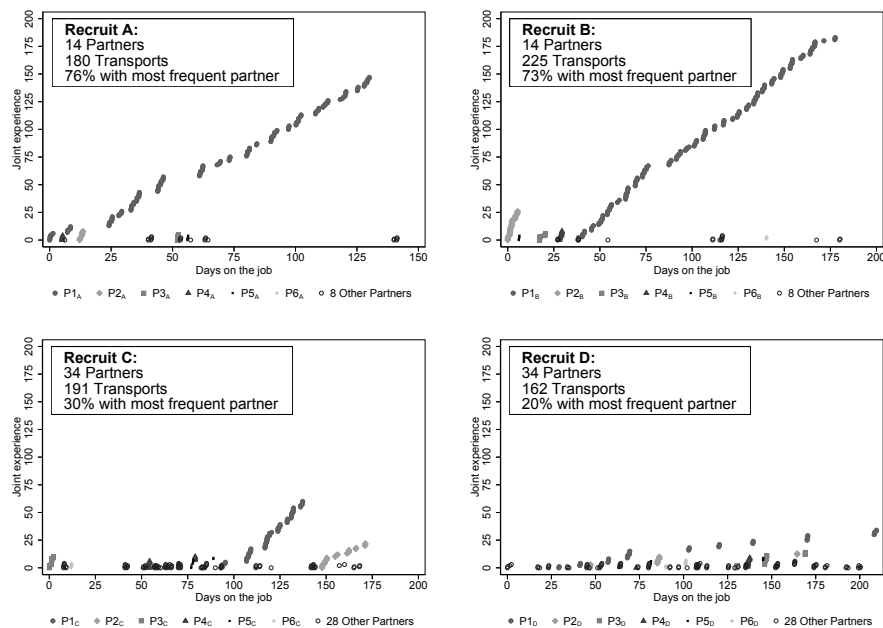 Recruit A:
14 Partners
180 Transports
76% with most frequent partner
Joint experience
0 25 50 75 100 125 150 175 200
0 25 50 75 100 125 150
Days on the job
P1A P2A P3A P4A P5A P6A 8 Other Partners
Recruit B:
14 Partners
225 Transports
73% with most frequent partner
Joint experience
0 25 50 75 100 125 150 175 200
0 25 50 75 100 125 150 175 200
Days on the job
P1B P2B P3B P4B P5B P6B 8 Other Partners
Recruit C:
34 Partners
191 Transports
30% with most frequent partner
Joint experience
0 25 50 75 100 125 150 175 200
0 25 50 75 100 125 150 175 200
Days on the job
P1C P2C P3C P4C P5C P6C 28 Other Partners
Recruit D:
34 Partners
162 Transports
20% with most frequent partner
Joint experience
0 25 50 75 100 125 150 175 200
0 25 50 75 100 125 150 175 200
Days on the job
P1D P2D P3D P4D P5D P6D 28 Other Partners